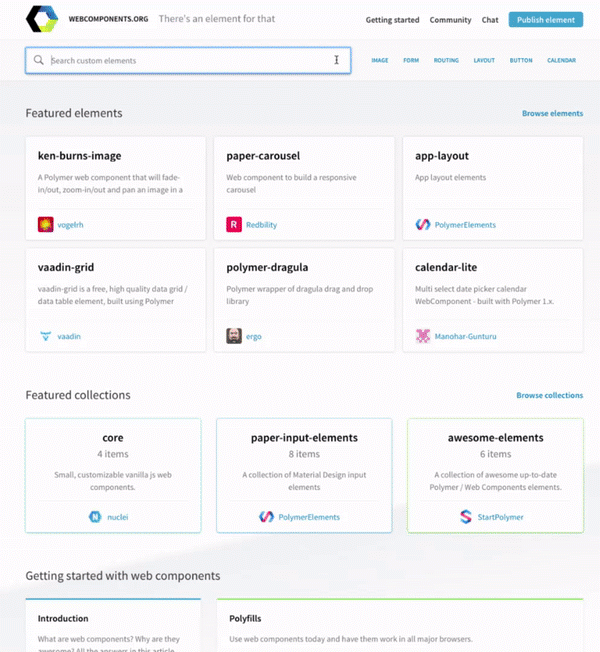 WEBCOMPONENTS.ORG There's an element for that Getting started Community Chat Publish element
Search custom elements IMAGE FORM ROUTING LAYOUT BUTTON CALENDAR
Featured elements Browse elements
ken-burns-image
A Polymer web component that will fade-
in/out, zoom-in/out and pan an image in a
vogelrh
paper-carousel
Web component to build a responsive
carousel
R Redbility
app-layout
App layout elements
PolymerElements
vaadin-grid
vaadin-grid is a free, high quality data grid /
data table element, built using Polymer
vaadin
polymer-dragula
Polymer wrapper of dragula drag and drop
library
ergo
calendar-lite
Multi select date picker calendar
WebComponent - built with Polymer 1.x.
Manohar-Gunturu
Featured collections Browse collections
core
4 items
Small, customizable vanilla js web
components.
N nuclei
paper-input-elements
8 items
A collection of Material Design input
elements
PolymerElements
awesome-elements
6 items
A collection of awesome up-to-date
Polymer / Web Components elements.
StartPolymer
Getting started with web components
Introduction
What are web components? Why are they
awesome? All the answers in this article
Polyfills
Use web components today and have them work in all major browsers.